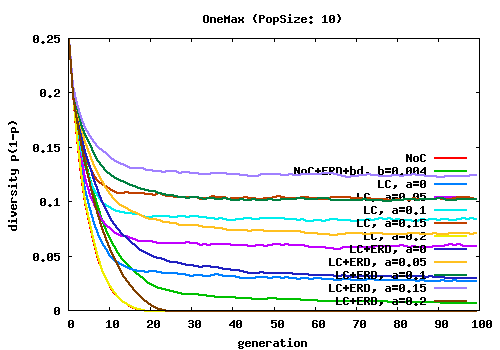 OneMax (PopSize: 10)
0.25
0.2
0.15
0.1
0.05
0
diversity p(1-p)
NoC
NoC+ERD+bd, b=0.004
LC, a=0
LC, a=0.05
LC, a=0.1
LC, a=0.15
LC, a=0.2
LC+ERD, a=0
LC+ERD, a=0.05
LC+ERD, a=0.1
LC+ERD, a=0.15
LC+ERD, a=0.2
0 10 20 30 40 50 60 70 80 90 100
generation